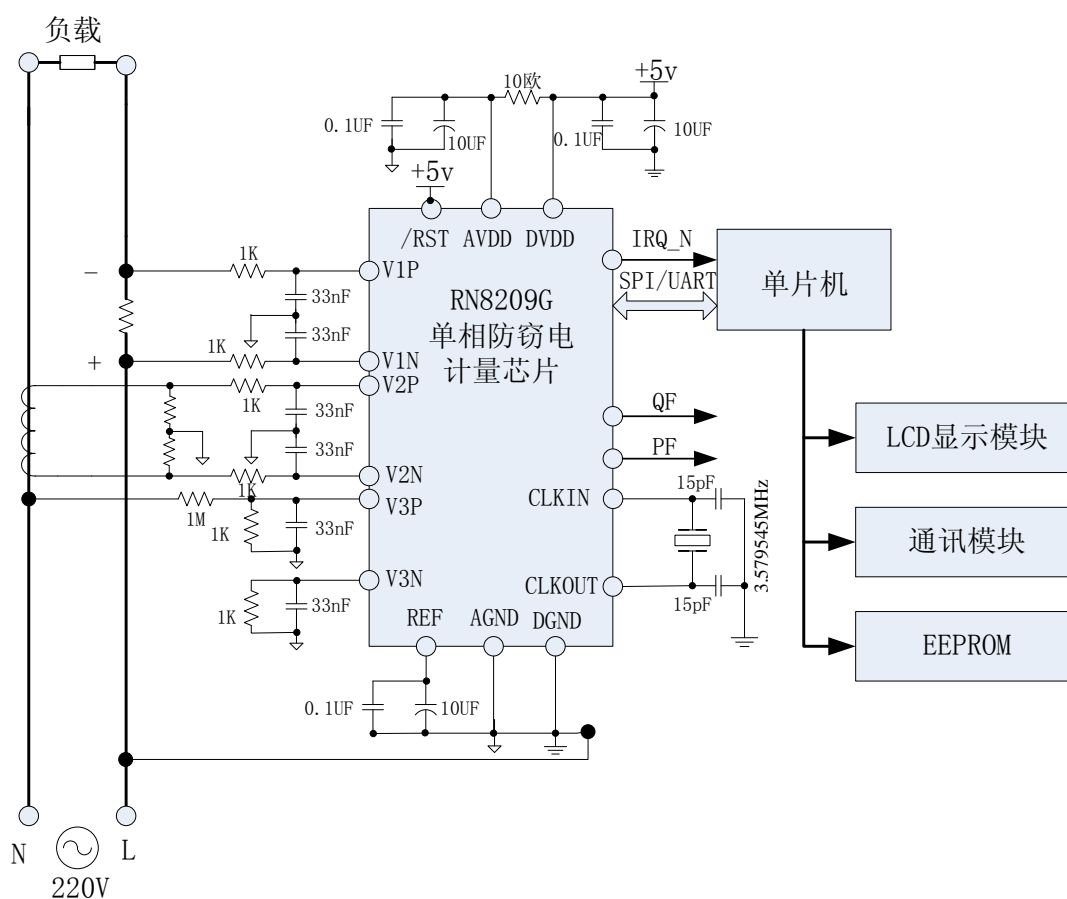 负载
10欧
+5v
0.1UF
10UF
0.1UF
10UF
+5v
/RST
AVDD
DVDD
IRQ_N
SPI/UART
单片机
1K
V1P
−
33nF
RN8209G
单相防窃电
计量芯片
33nF
1K
+
V1N
V2P
1K
33nF
QF
LCD显示模块
33nF
PF
V2N
1K
V3P
CLKIN
15pF
1M
1K
33nF
3.579545MHz
通讯模块
V3N
CLKOUT
15pF
1K
33nF
REF
AGND
DGND
EEPROM
0.1UF
10UF
N
L
220V